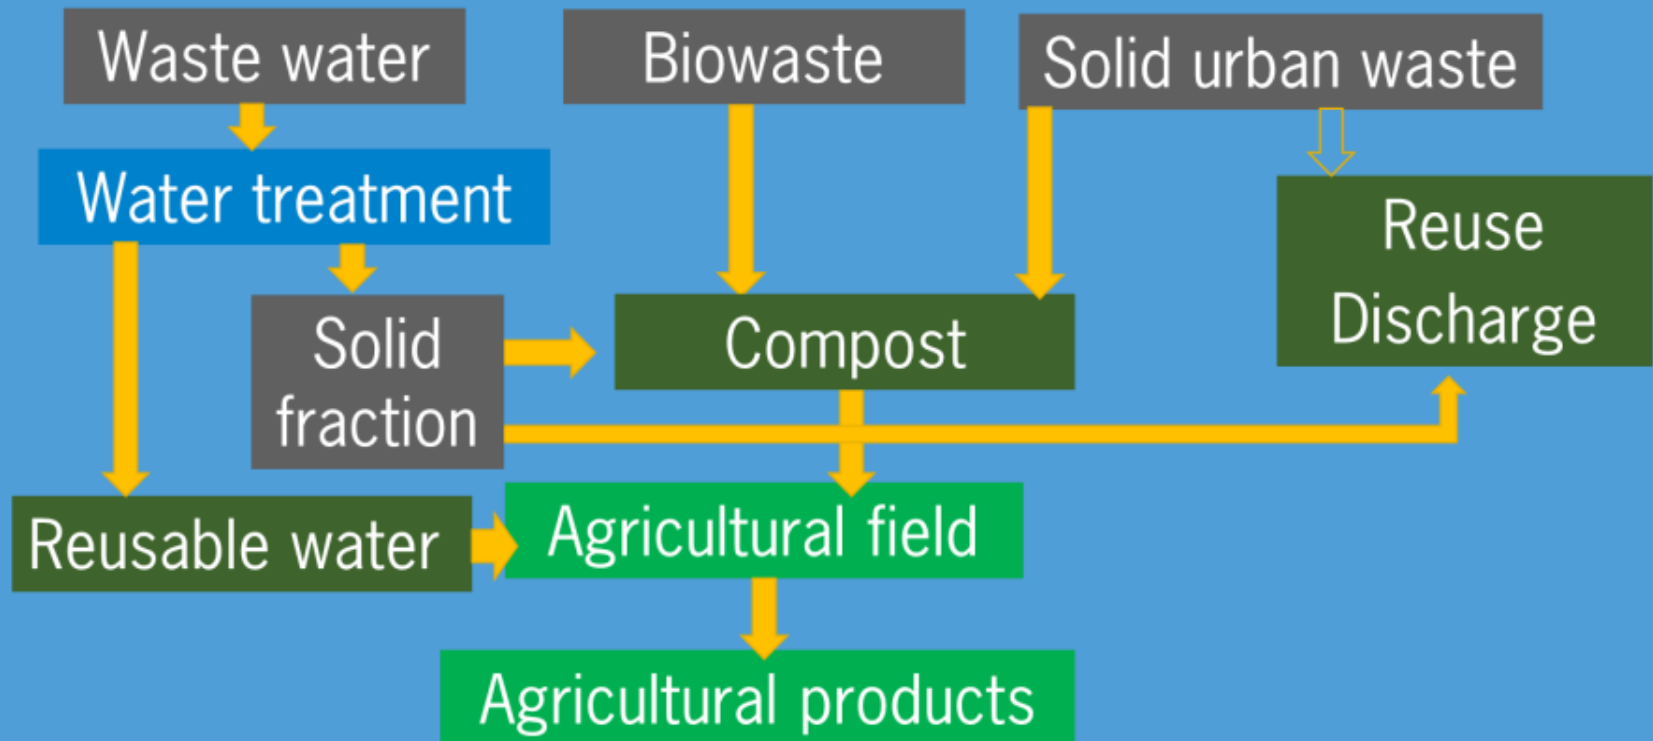 Waste water
Biowaste
Solid urban waste
Water treatment
Reuse
Discharge
Solid
fraction
Compost
Reusable water
Agricultural field
Agricultural products